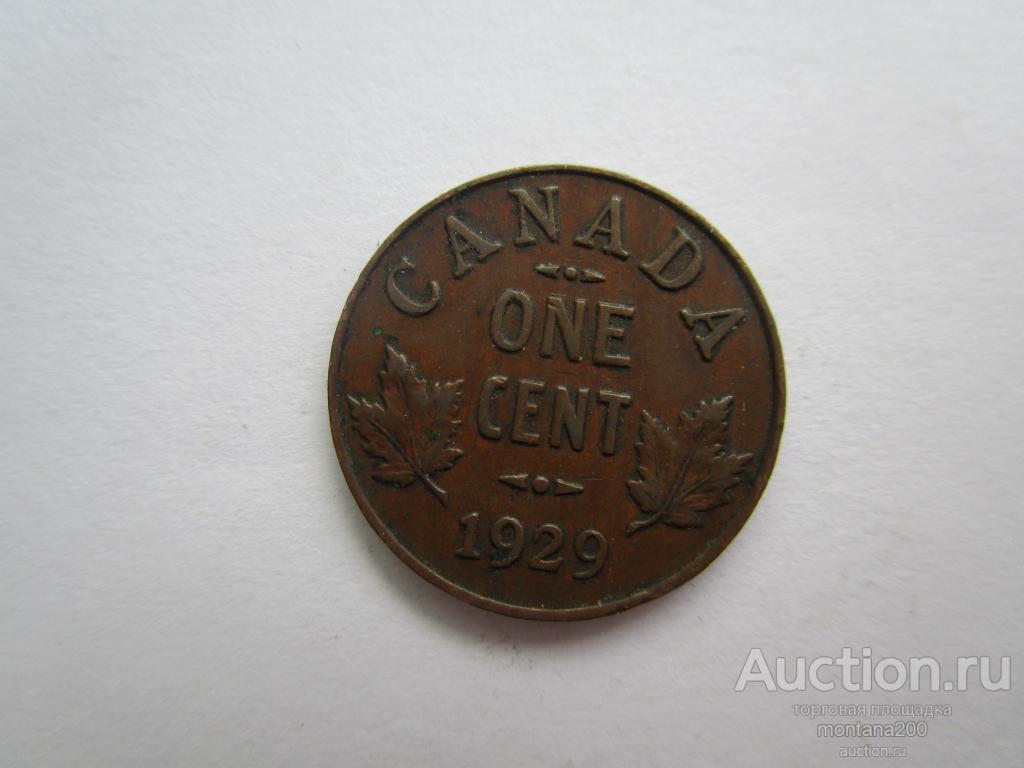 CANADA
ONE
CENT
1929
Auction.ru
торговая площадка
montana200
auction.ru